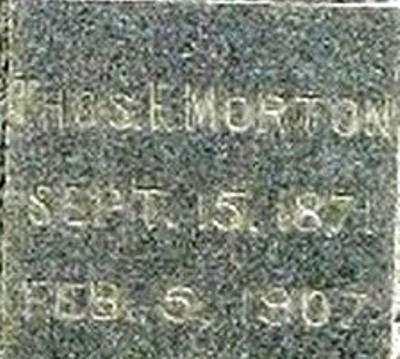 THOS. E. MORTON
SEPT. 15, 1871
FEB. 5, 1907